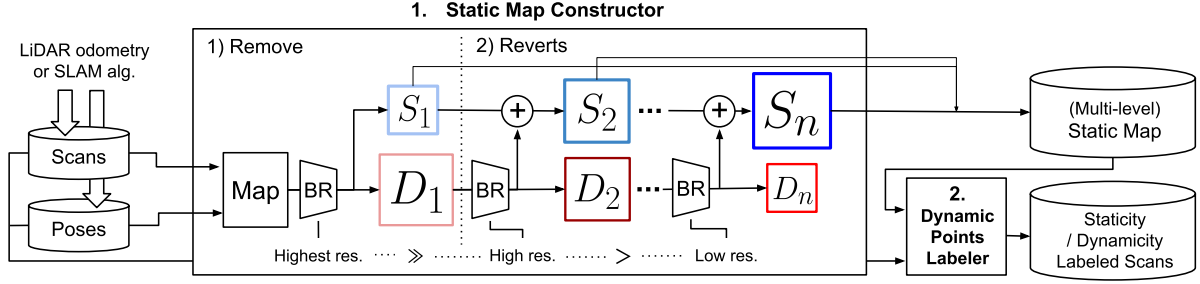 1. Static Map Constructor
LiDAR odometry
or SLAM alg.
Scans
Poses
1) Remove
2) Reverts
Map
BR
S1
D1
BR
+
S2
D2
...
...
BR
+
Sn
Dn
Highest res. ····· ≫ ······· High res. ······· > ······· Low res.
(Multi-level)
Static Map
2.
Dynamic
Points
Labeler
Staticity
/ Dynamicity
Labeled Scans